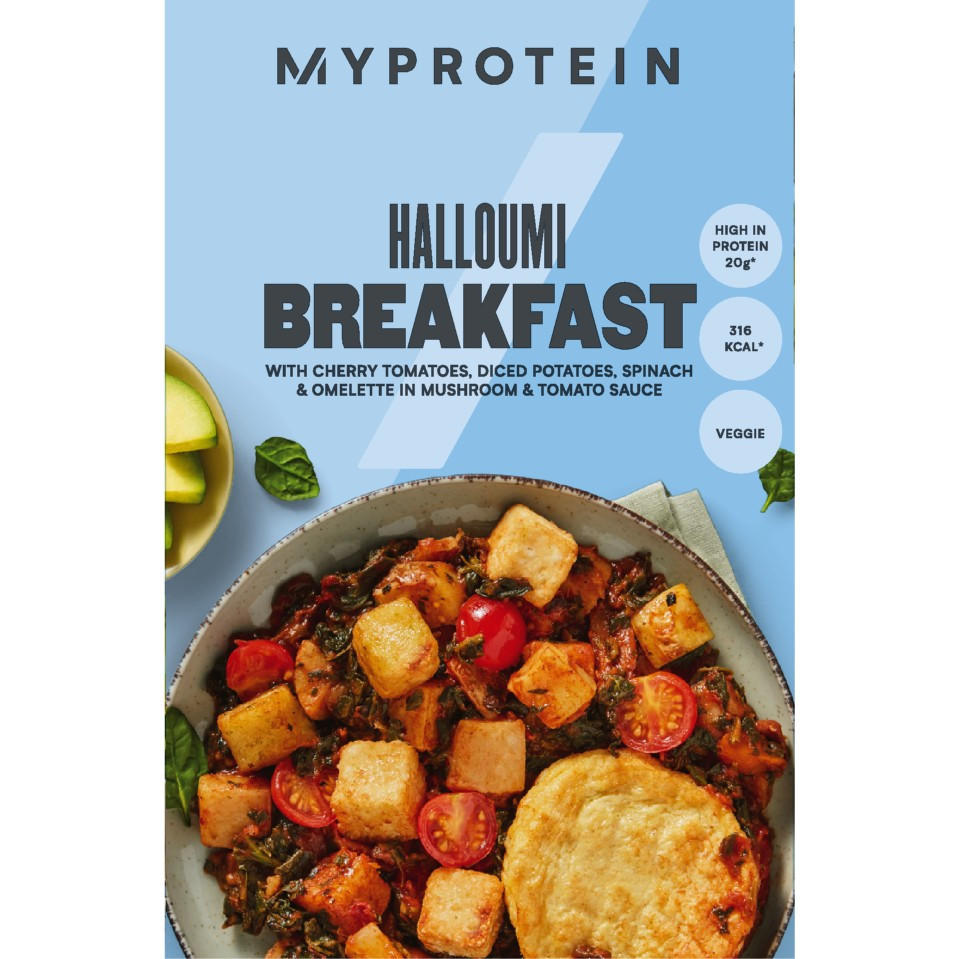 MYPROTEIN
HALLOUMI
BREAKFAST
WITH CHERRY TOMATOES, DICED POTATOES, SPINACH
& OMELETTE IN MUSHROOM & TOMATO SAUCE
HIGH IN
PROTEIN
20g*
316
KCAL*
VEGGIE